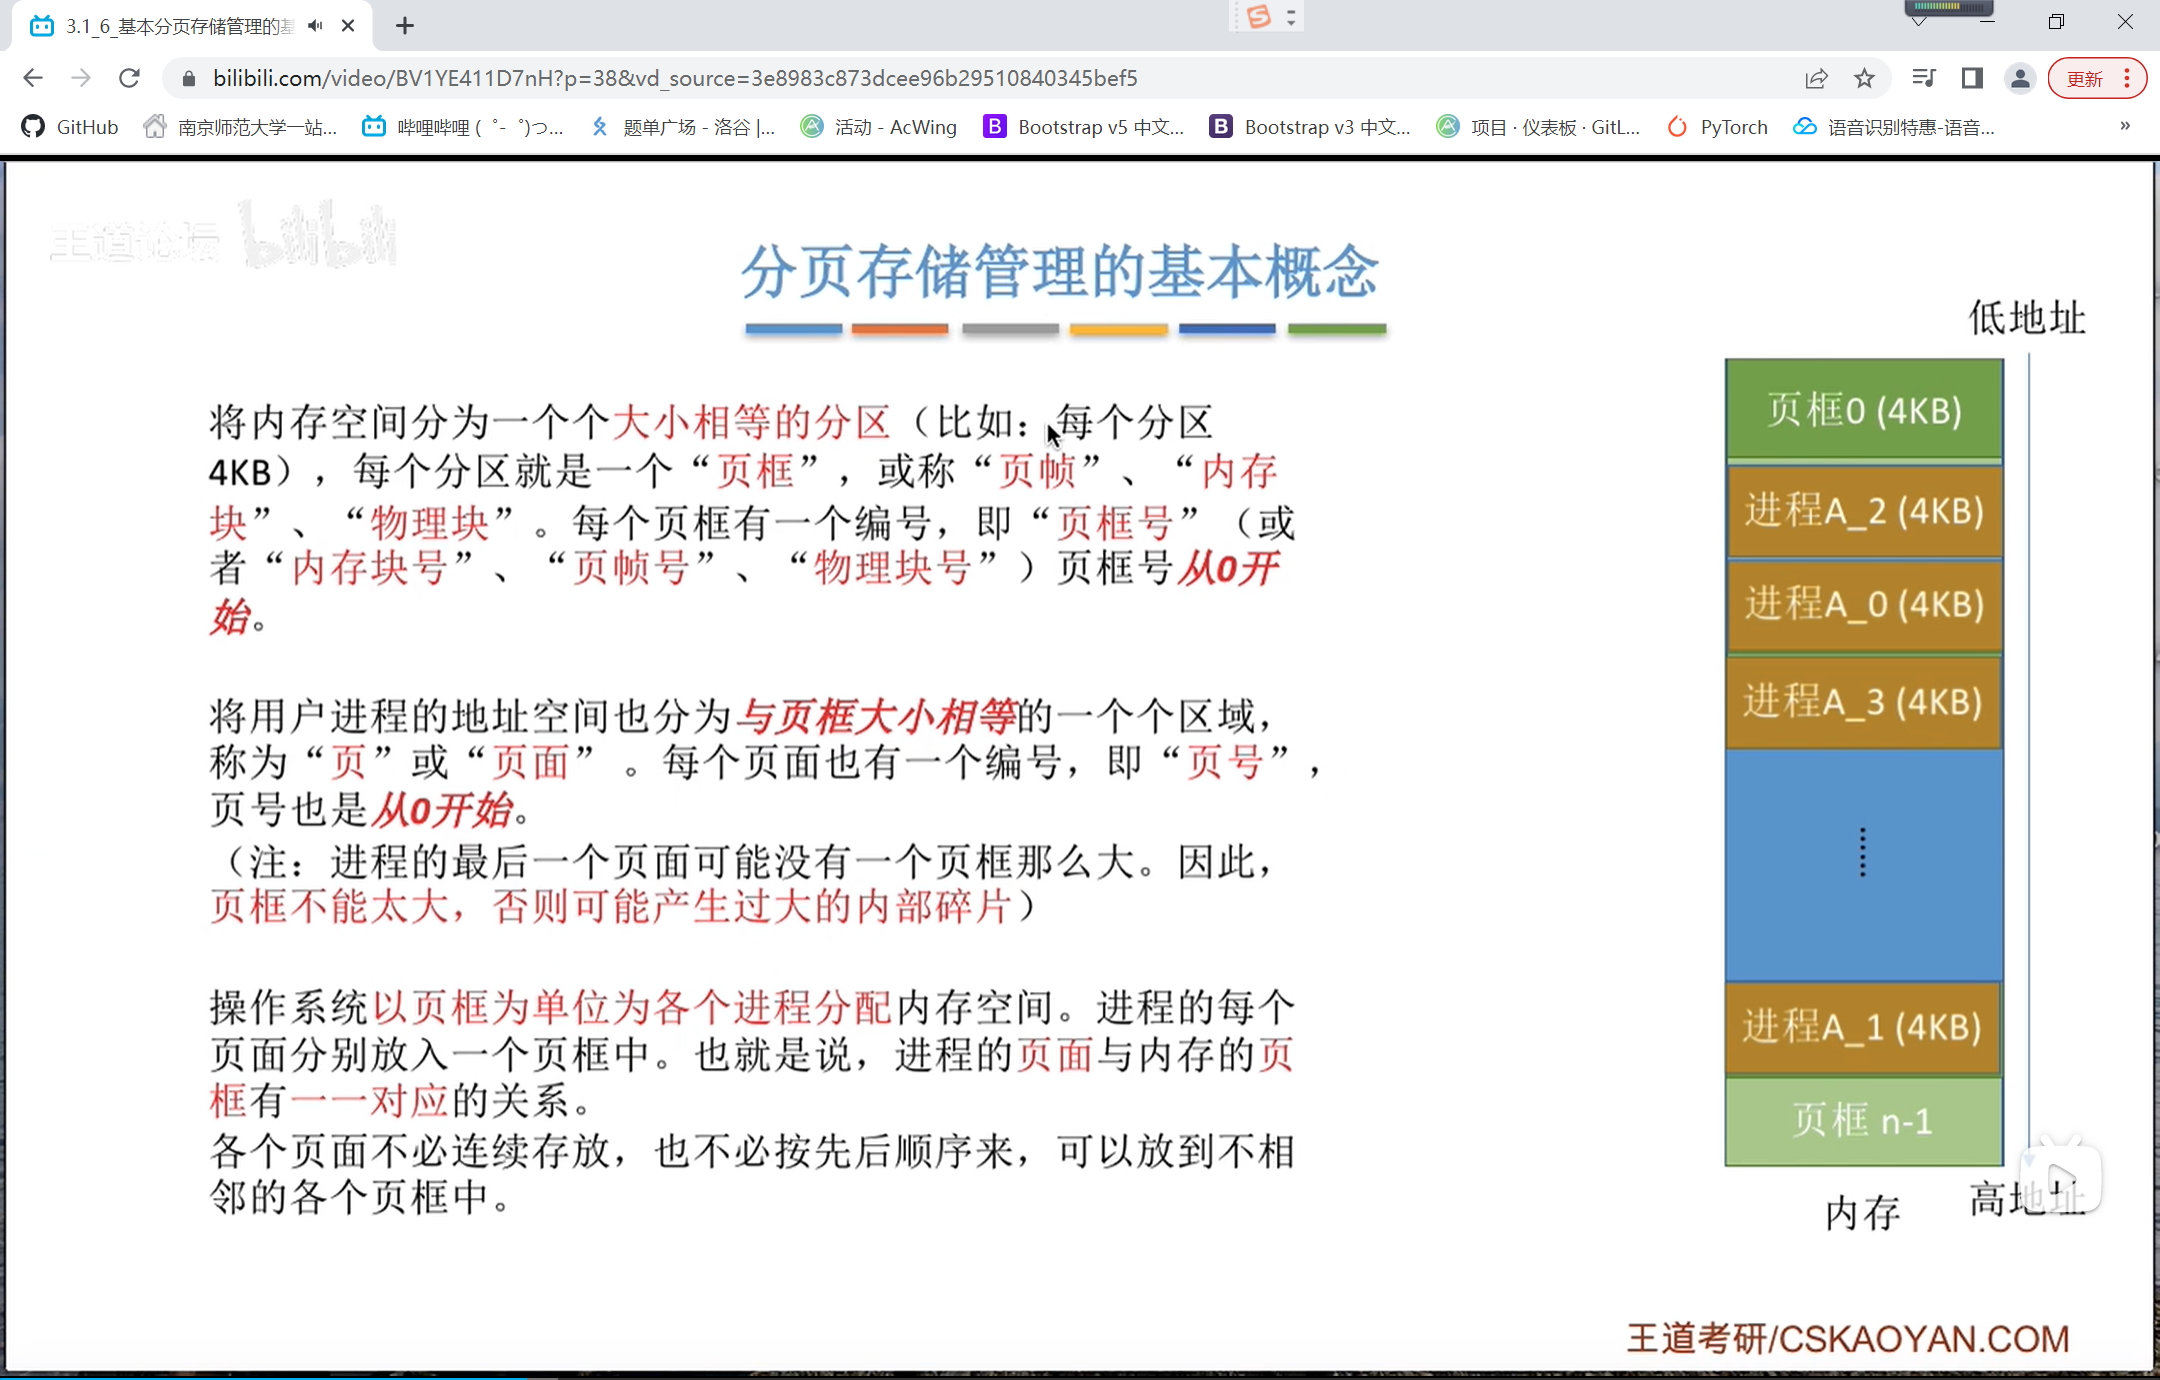 3.1_6_基本分页存储管理的基
bilibili.com/video/BV1YE411D7nH?p=38&vd_source=3e8983c873dcee96b29510840345bef5
更新
GitHub
南京师范大学一站...
哔哩哔哩 ( ゜- ゜)つ...
题单广场 - 洛谷 |...
活动 - AcWing
Bootstrap v5 中文...
Bootstrap v3 中文...
项目 · 仪表板 · GitL...
PyTorch
语音识别特惠-语音...
»
王道论坛 bilibili
分页存储管理的基本概念
将内存空间分为一个个大小相等的分区（比如：每个分区
4KB），每个分区就是一个“页框”，或称“页帧”、“内存
块”、“物理块”。每个页框有一个编号，即“页框号”（或
者“内存块号”、“页帧号”、“物理块号”）页框号从0开
始。
将用户进程的地址空间也分为与页框大小相等的一个个区域，
称为“页”或“页面”。每个页面也有一个编号，即“页号”，
页号也是从0开始。
（注：进程的最后一个页面可能没有一个页框那么大。因此，
页框不能太大，否则可能产生过大的内部碎片）
操作系统以页框为单位为各个进程分配内存空间。进程的每个
页面分别放入一个页框中。也就是说，进程的页面与内存的页
框有一一对应的关系。
各个页面不必连续存放，也不必按先后顺序来，可以放到不相
邻的各个页框中。
低地址
页框0 (4KB)
进程A_2 (4KB)
进程A_0 (4KB)
进程A_3 (4KB)
......
进程A_1 (4KB)
页框 n-1
内存
高地址
王道考研/CSKAOYAN.COM